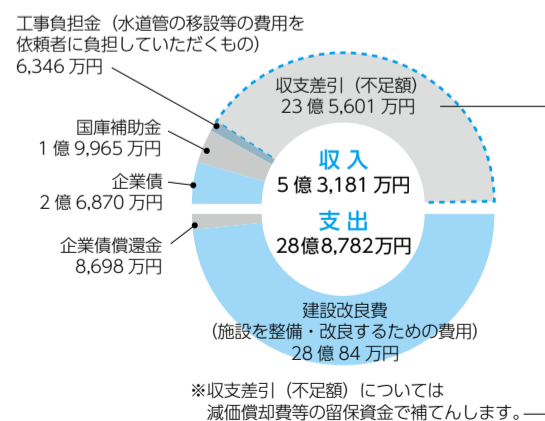 工事負担金（水道管の移設等の費用を
依頼者に負担していただくもの）
6,346 万円
国庫補助金
1 億 9,965 万円
企業債
2 億 6,870 万円
収支差引（不足額）
23 億 5,601 万円
収 入
5 億 3,181 万円
支 出
28億8,782万円
企業債償還金
8,698 万円
建設改良費
（施設を整備・改良するための費用）
28 億 84 万円
※収支差引（不足額）については
減価償却費等の留保資金で補てんします。